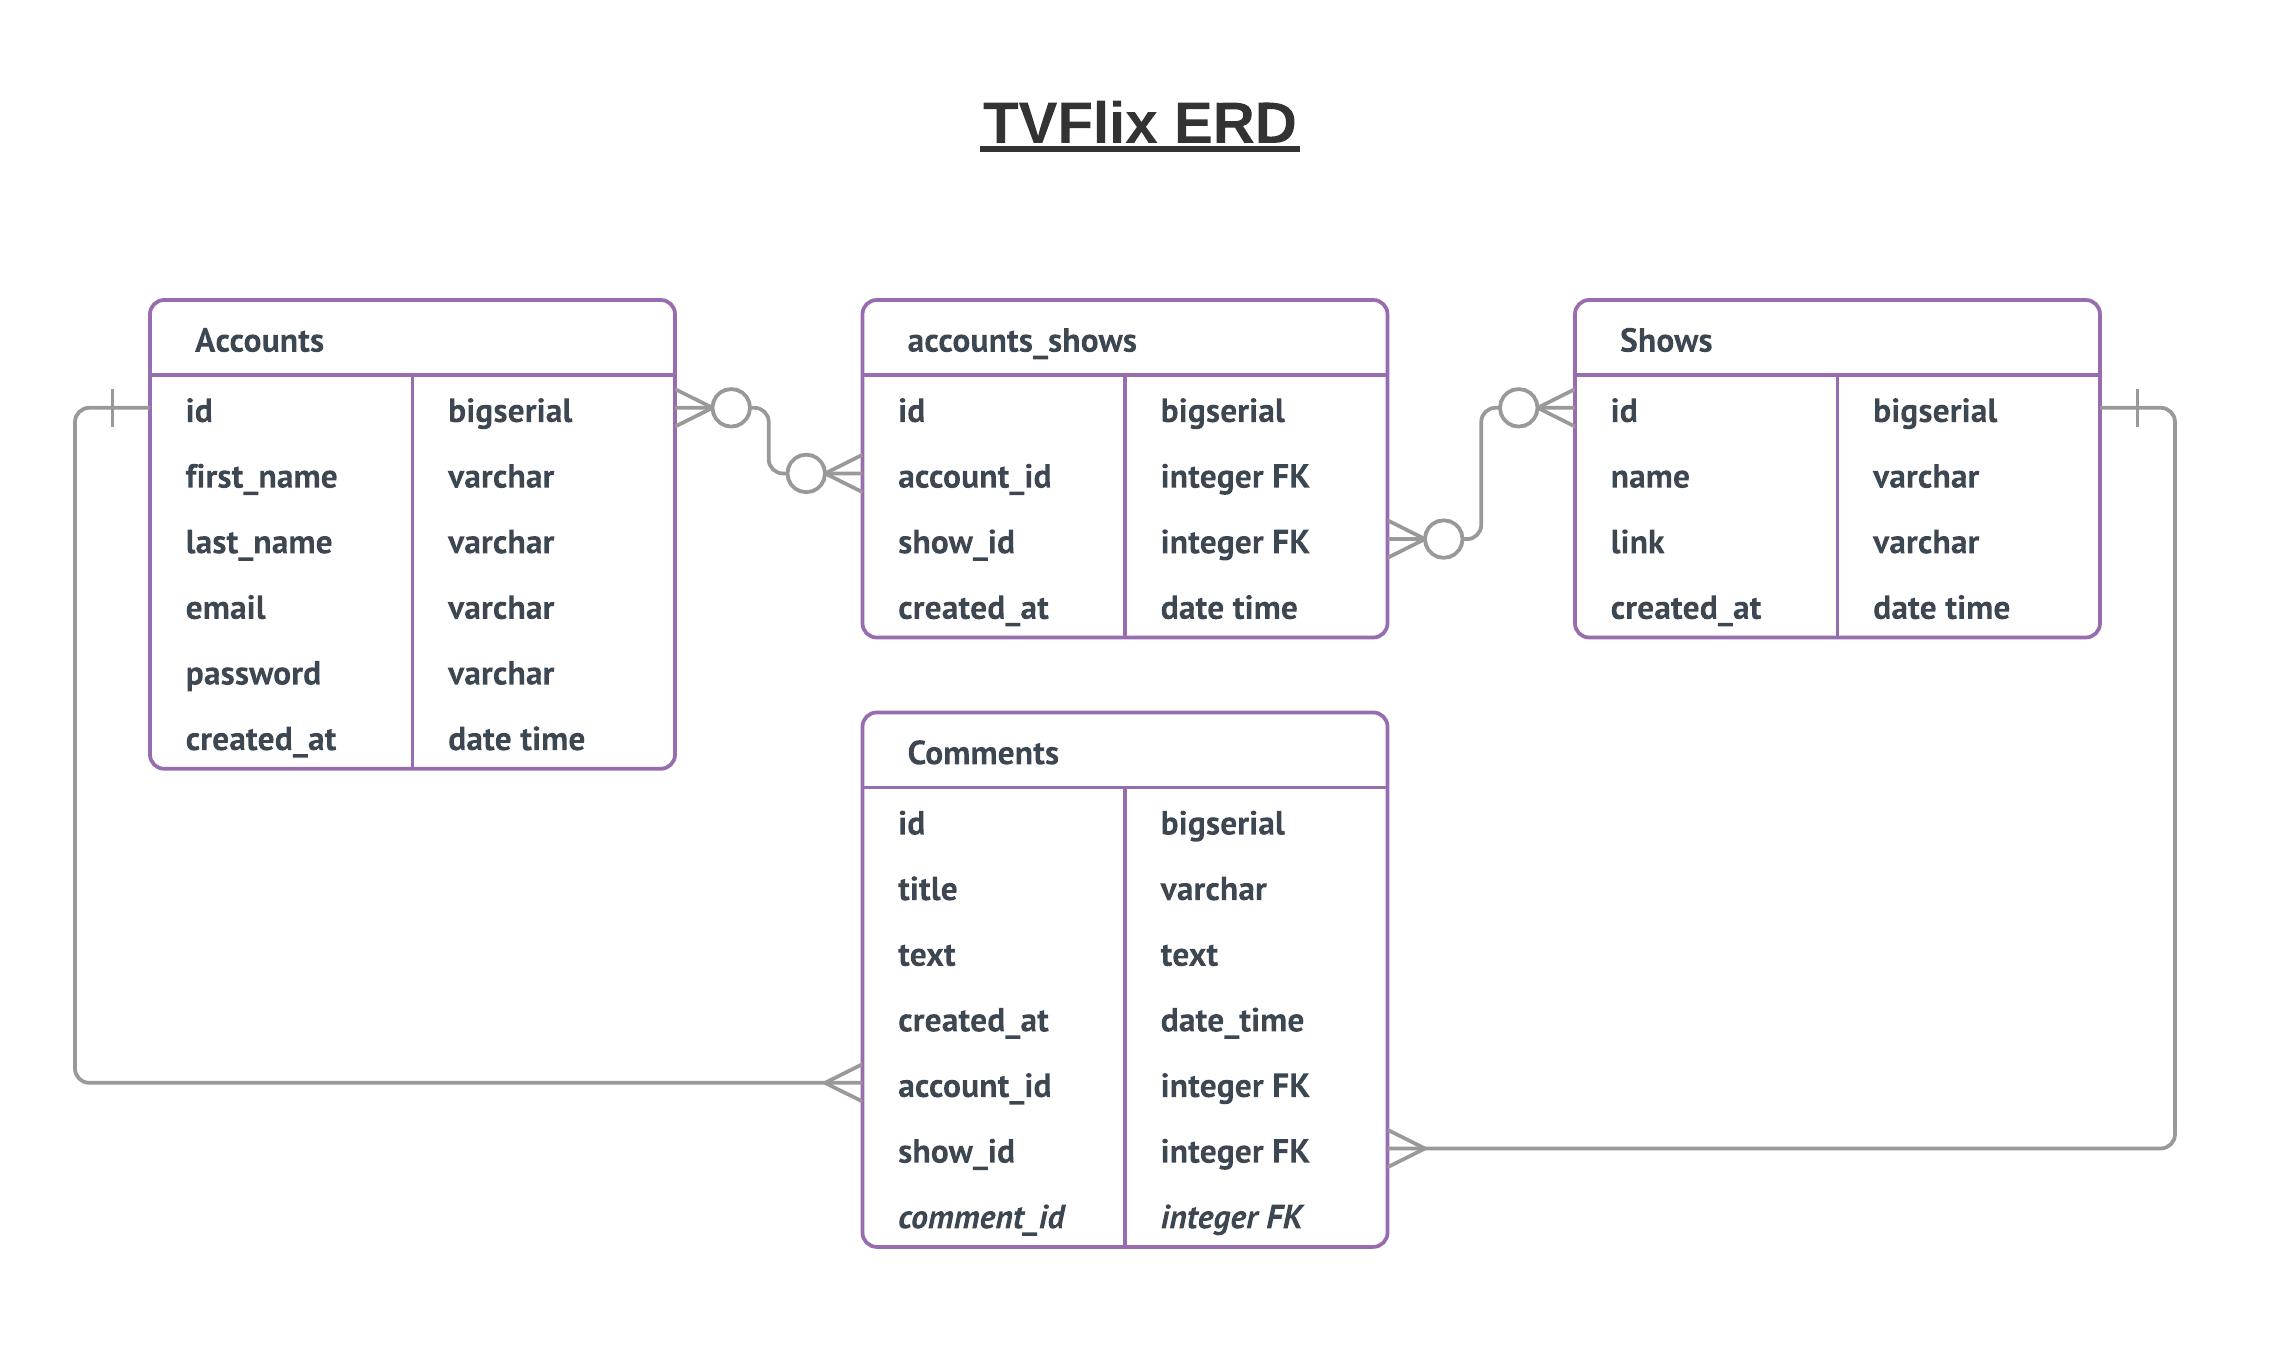 TVFlix ERD
Accounts
id bigserial
first_name varchar
last_name varchar
email varchar
password varchar
created_at date time
accounts_shows
id bigserial
account_id integer FK
show_id integer FK
created_at date time
Shows
id bigserial
name varchar
link varchar
created_at date time
Comments
id bigserial
title varchar
text text
created_at date_time
account_id integer FK
show_id integer FK
comment_id integer FK